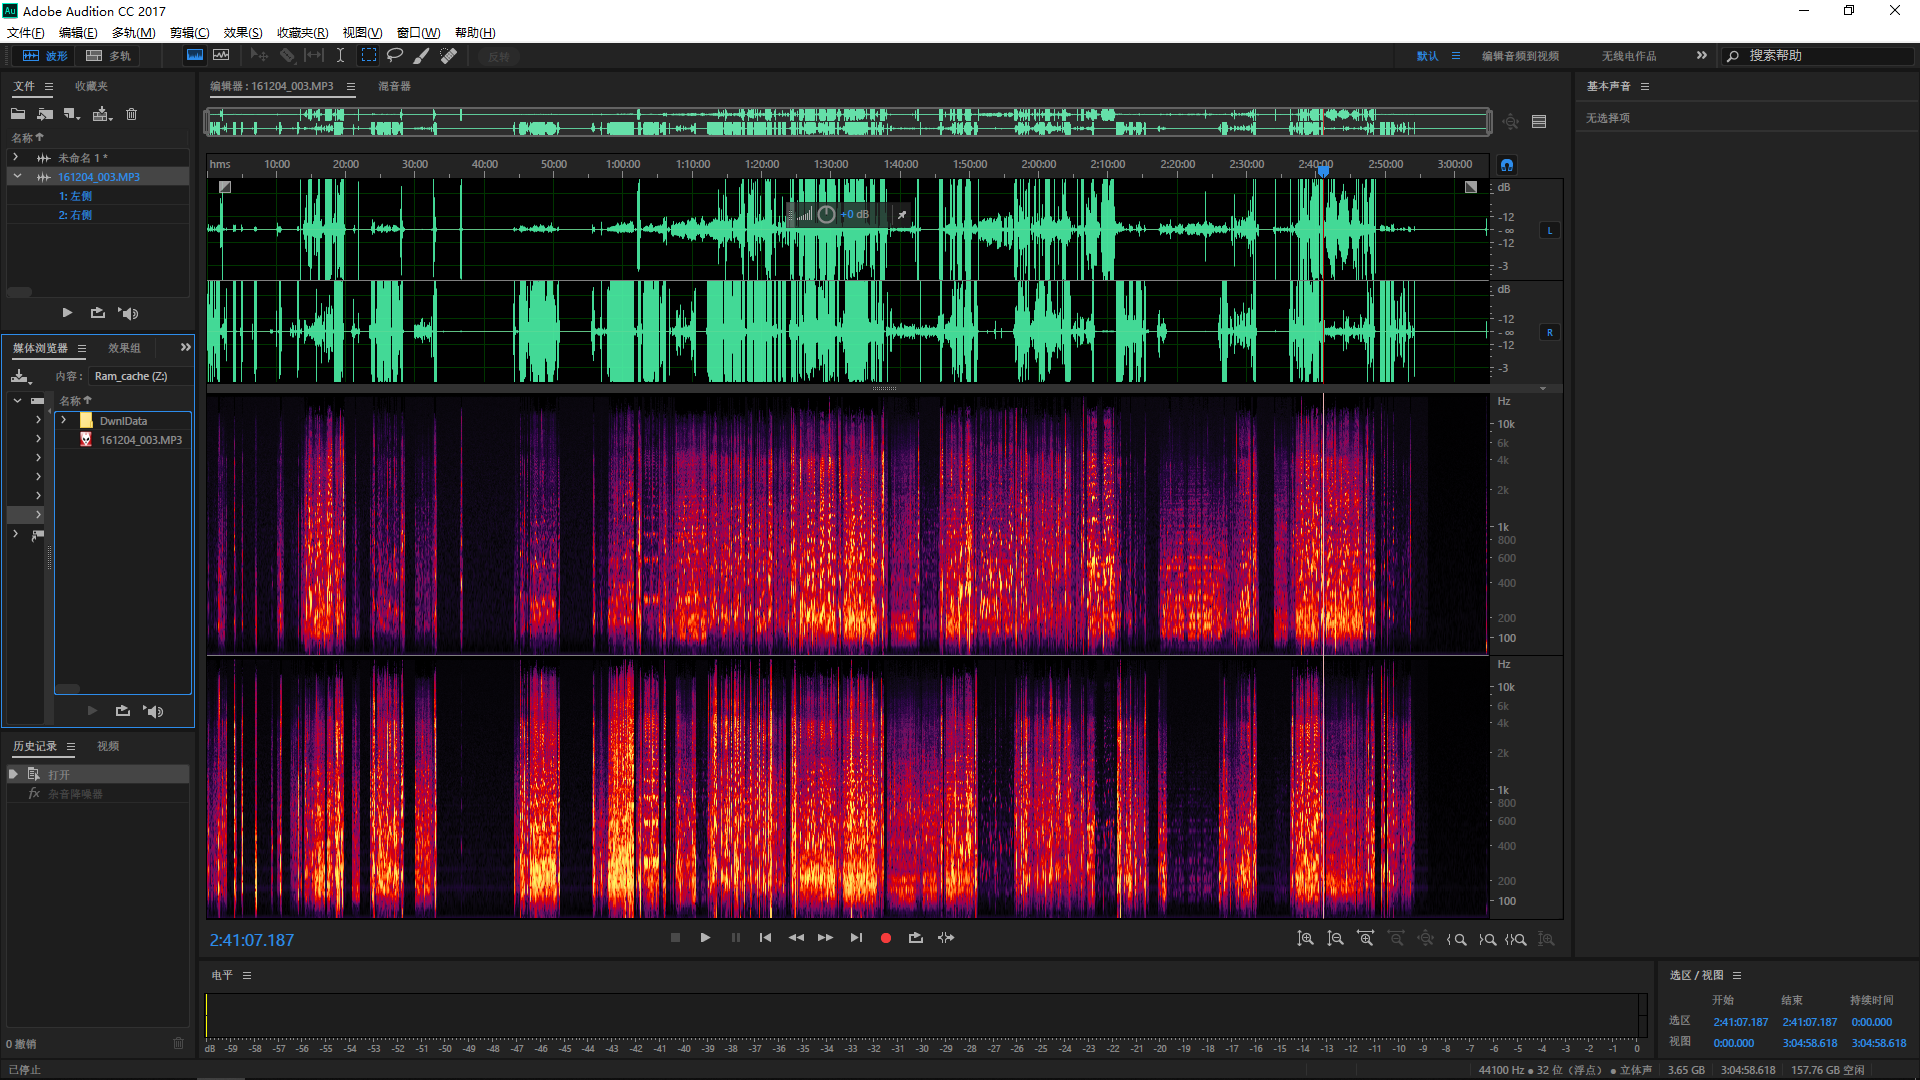 Au Adobe Audition CC 2017
文件(F) 编辑(E) 多轨(M) 剪辑(C) 效果(S) 收藏夹(R) 视图(V) 窗口(W) 帮助(H)
波形 多轨 反转 默认 编辑音频到视频 无线电作品 搜索帮助
文件 收藏夹
名称
未命名 1 *
161204_003.MP3
1: 左侧
2: 右侧
媒体浏览器 效果组
内容: Ram_cache (Z:)
名称
DwnlData
161204_003.MP3
历史记录 视频
打开
fx 杂音降噪器
0 撤销
已停止
编辑器: 161204_003.MP3 混音器
hms 10:00 20:00 30:00 40:00 50:00 1:00:00 1:10:00 1:20:00 1:30:00 1:40:00 1:50:00 2:00:00 2:10:00 2:20:00 2:30:00 2:40:00 2:50:00 3:00:00
+0 dB
dB
-12
-∞
-12
-3
L
dB
-12
-∞
-12
-3
R
Hz
10k
6k
4k
2k
1k
800
600
400
200
100
Hz
10k
6k
4k
2k
1k
800
600
400
200
100
2:41:07.187
电平
dB -59 -58 -57 -56 -55 -54 -53 -52 -51 -50 -49 -48 -47 -46 -45 -44 -43 -42 -41 -40 -39 -38 -37 -36 -35 -34 -33 -32 -31 -30 -29 -28 -27 -26 -25 -24 -23 -22 -21 -20 -19 -18 -17 -16 -15 -14 -13 -12 -11 -10 -9 -8 -7 -6 -5 -4 -3 -2 -1 0
基本声音
无选择项
选区/视图
开始 结束 持续时间
选区 2:41:07.187 2:41:07.187 0:00.000
视图 0:00.000 3:04:58.618 3:04:58.618
44100 Hz ● 32 位（浮点） ● 立体声 3.65 GB 3:04:58.618 157.76 GB 空闲